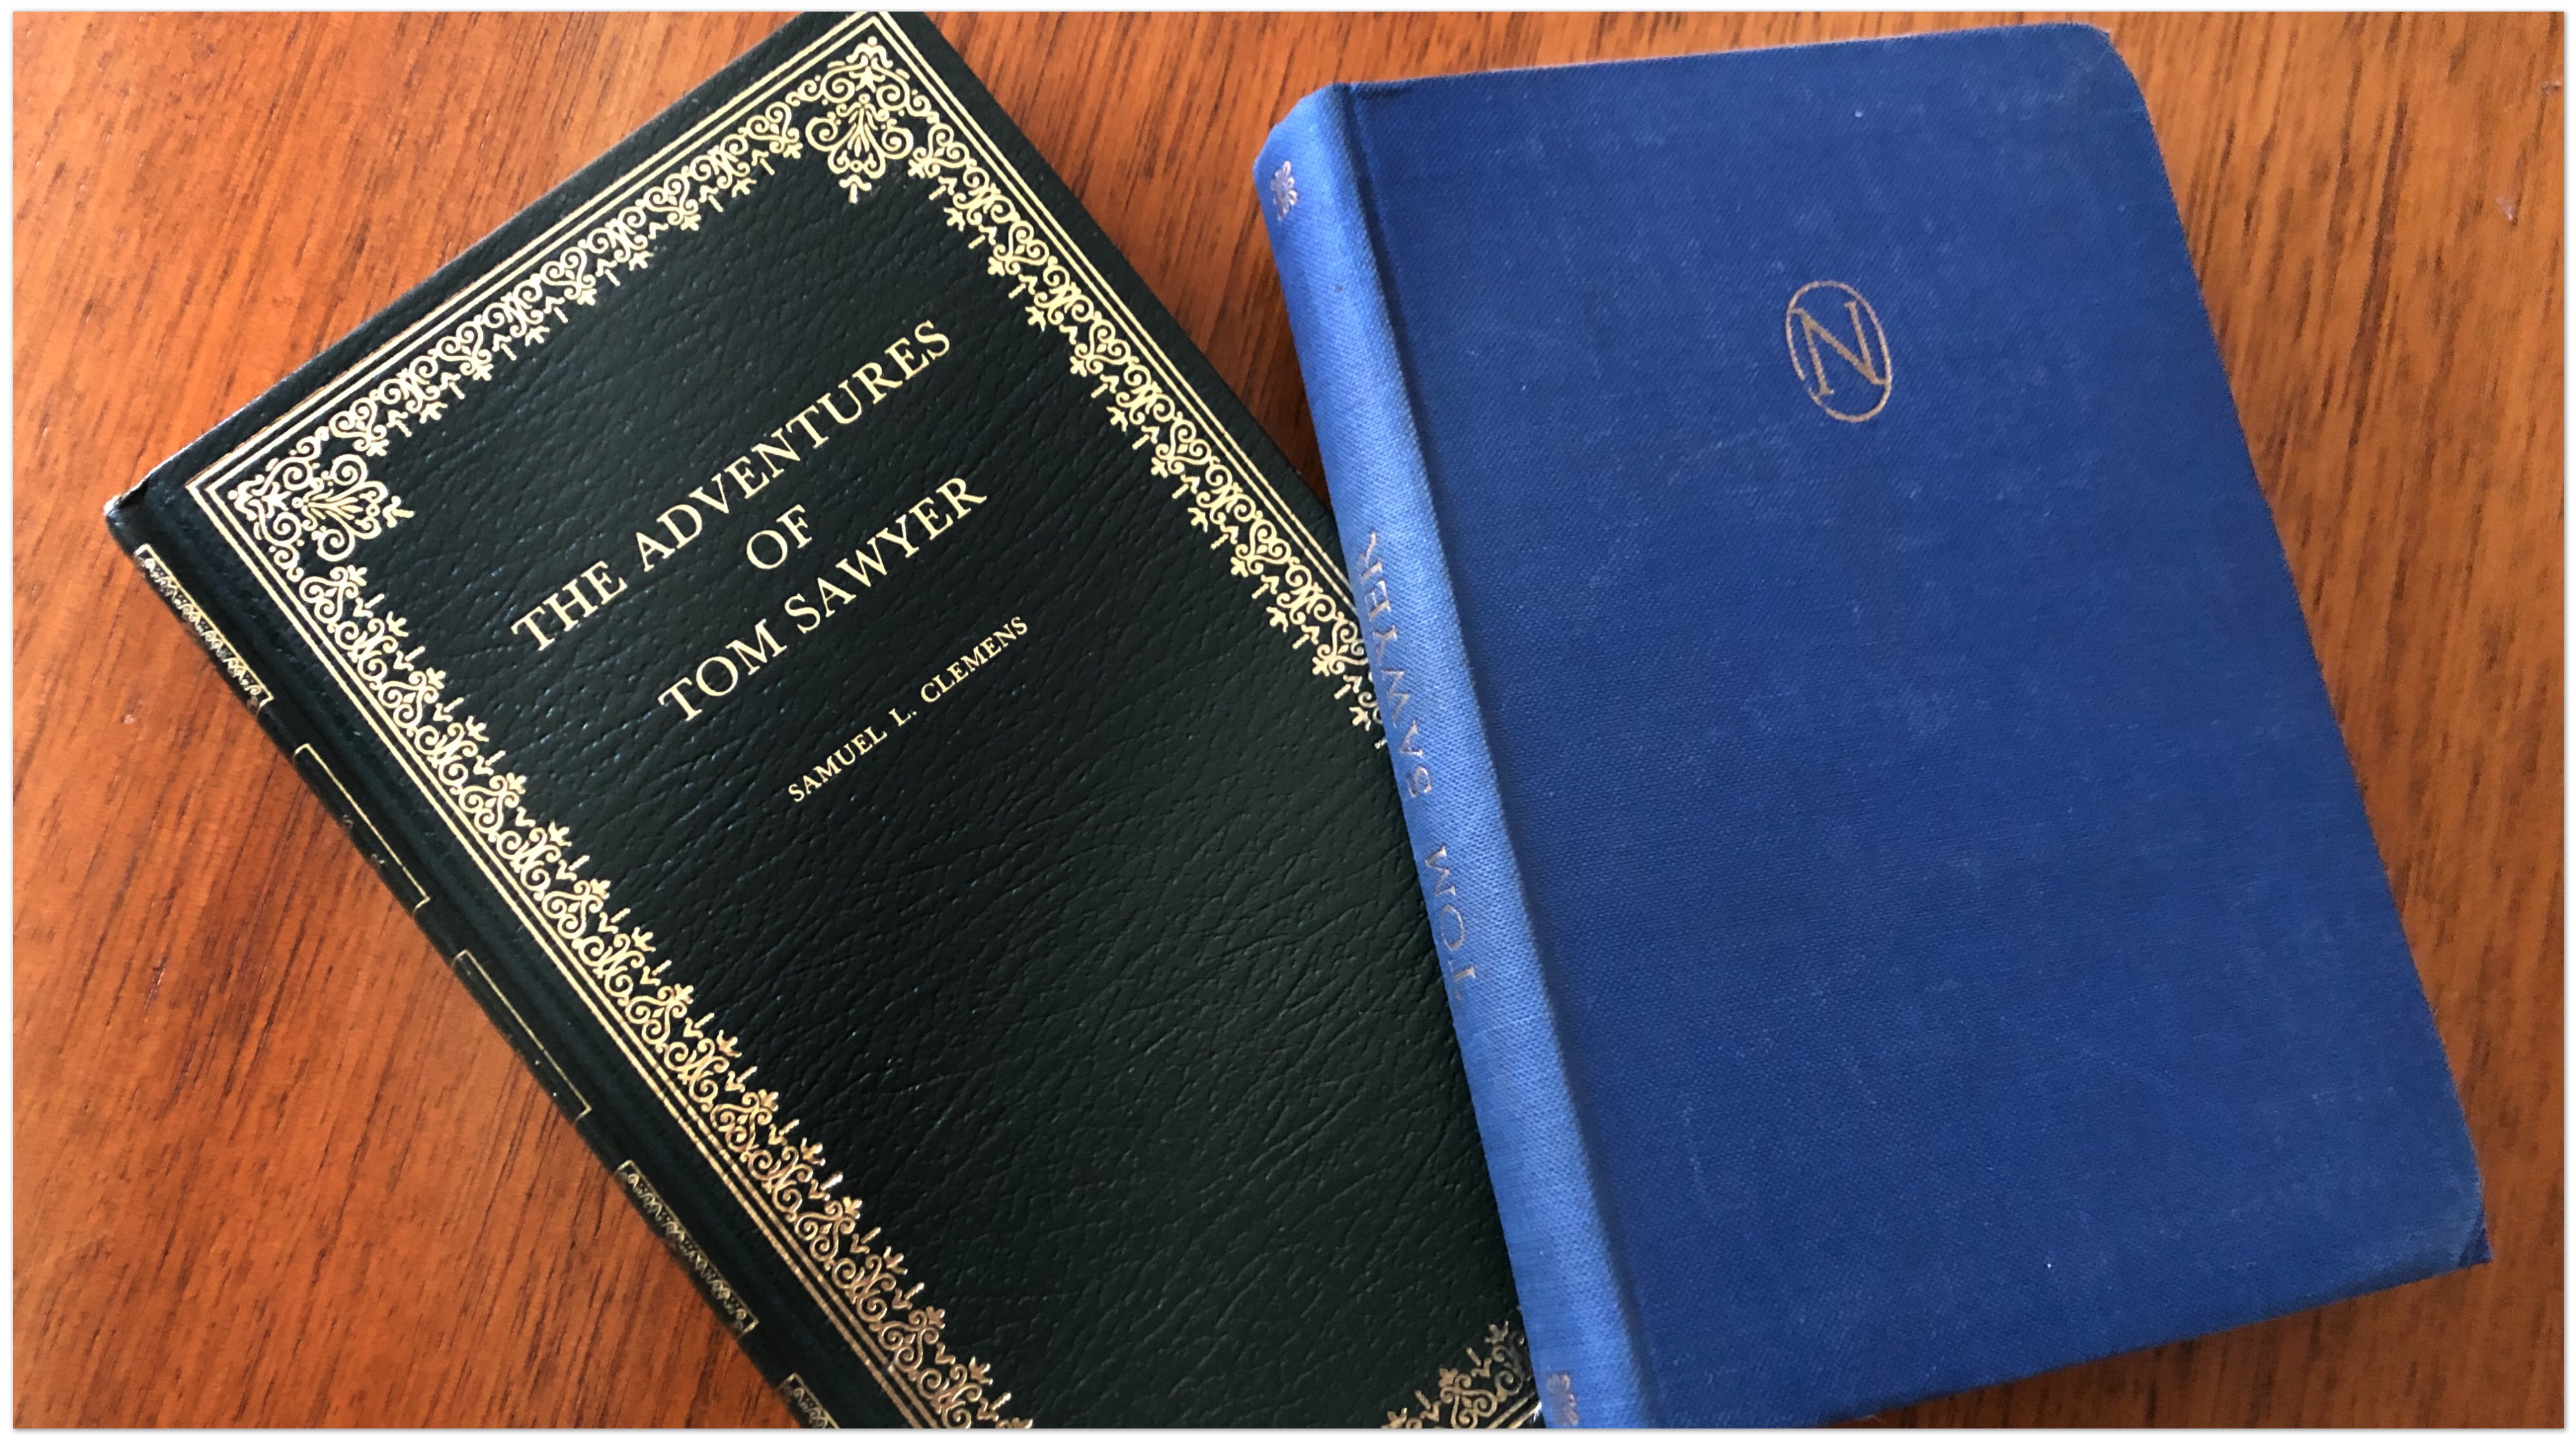 THE ADVENTURES
OF
TOM SAWYER
SAMUEL L. CLEMENS
N
TOM SAWYER